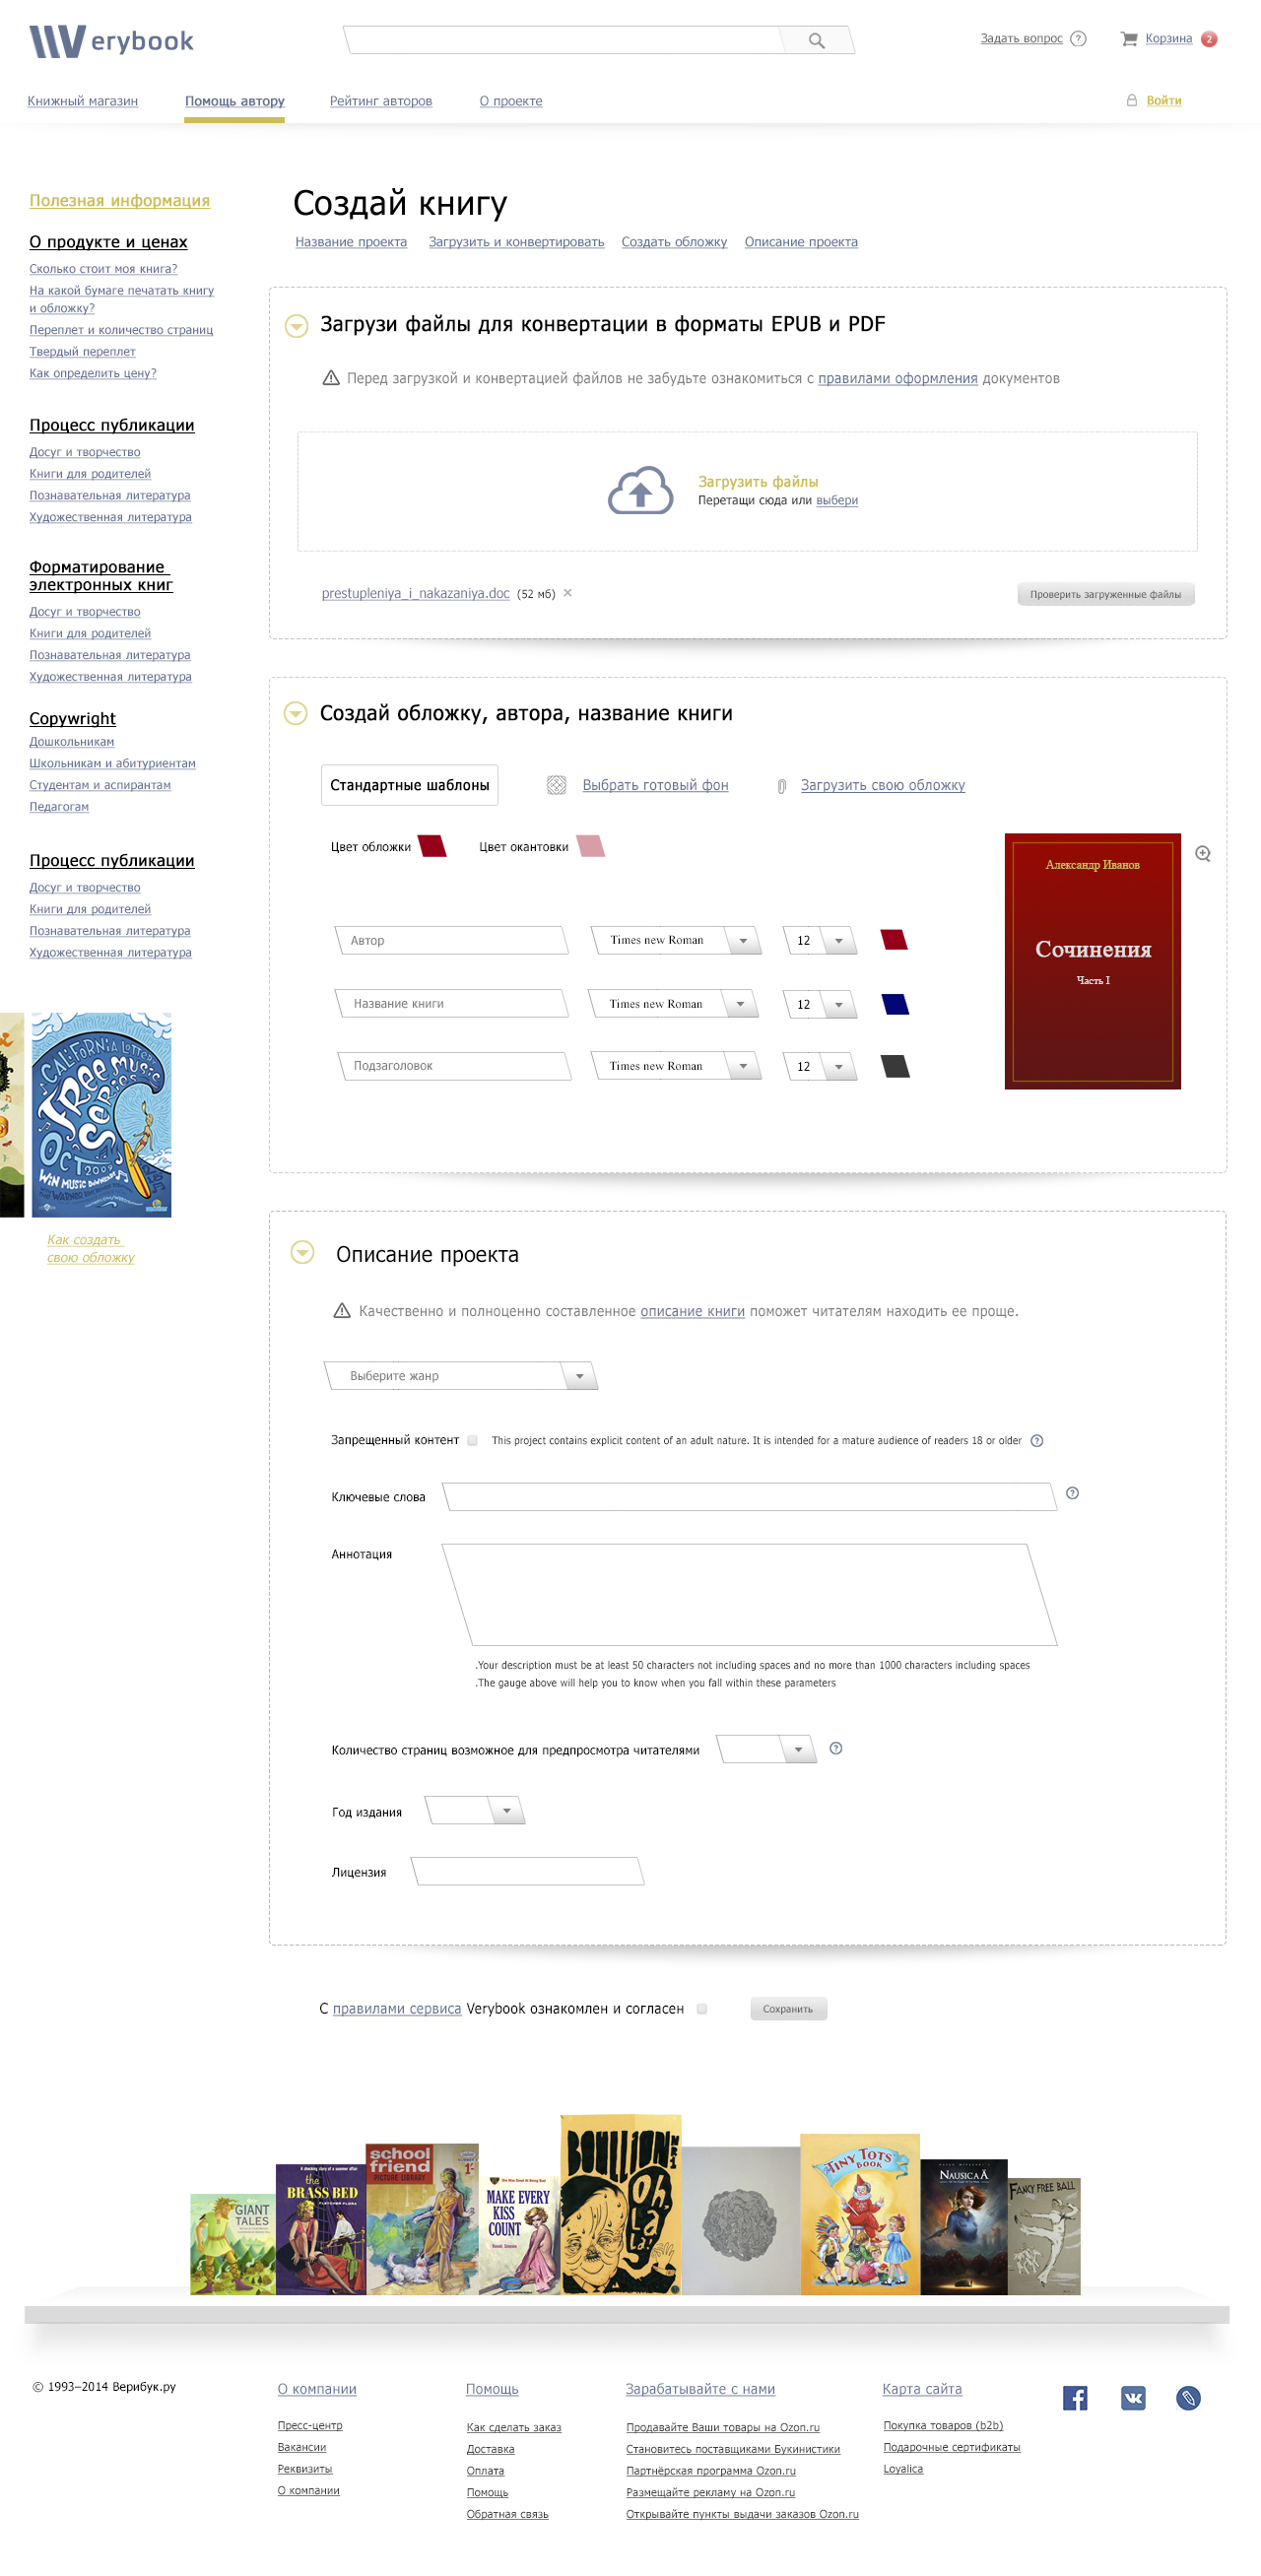 Verybook
Задать вопрос ?
Корзина 2
Книжный магазин
Помощь автору
Рейтинг авторов
О проекте
Войти
Полезная информация
О продукте и ценах
Сколько стоит моя книга?
На какой бумаге печатать книгу
и обложку?
Переплет и количество страниц
Твердый переплет
Как определить цену?
Процесс публикации
Досуг и творчество
Книги для родителей
Познавательная литература
Художественная литература
Форматирование
электронных книг
Досуг и творчество
Книги для родителей
Познавательная литература
Художественная литература
Copywright
Дошкольникам
Школьникам и абитуриентам
Студентам и аспирантам
Педагогам
Процесс публикации
Досуг и творчество
Книги для родителей
Познавательная литература
Художественная литература
CALIFORNIA LOTTERY
FREE
MUSIC
SERIES
OCT 2009
WIN MUSIC DOWNLOADS
Как создать
свою обложку
Создай книгу
Название проекта
Загрузить и конвертировать
Создать обложку
Описание проекта
Загрузи файлы для конвертации в форматы EPUB и PDF
Перед загрузкой и конвертацией файлов не забудьте ознакомиться с правилами оформления документов
Загрузить файлы
Перетащи сюда или выбери
prestupleniya_i_nakazaniya.doc (52 мб) ×
Проверить загруженные файлы
Создай обложку, автора, название книги
Стандартные шаблоны
Выбрать готовый фон
Загрузить свою обложку
Цвет обложки
Цвет окантовки
Автор
Times new Roman
12
Название книги
Times new Roman
12
Подзаголовок
Times new Roman
12
Александр Иванов
Сочинения
Часть I
Описание проекта
Качественно и полноценно составленное описание книги поможет читателям находить ее проще.
Выберите жанр
Запрещенный контент
This project contains explicit content of an adult nature. It is intended for a mature audience of readers 18 or older ?
Ключевые слова
?
Аннотация
.Your description must be at least 50 characters not including spaces and no more than 1000 characters including spaces
.The gauge above will help you to know when you fall within these parameters
Количество страниц возможное для предпросмотра читателями
?
Год издания
Лицензия
С правилами сервиса Verybook ознакомлен и согласен
Сохранить
GIANT
TALES
the
BRASS BED
FLETCHER FLORA
school
friend
PICTURE LIBRARY
1/-
MAKE EVERY
KISS
COUNT
BOUILLON
NR.1
Oh,
LA
LA!
TINY TOTS
BOOK
NAUSICAÄ
FANCY FREE BALL
© 1993–2014 Верибук.ру
О компании
Пресс-центр
Вакансии
Реквизиты
О компании
Помощь
Как сделать заказ
Доставка
Оплата
Помощь
Обратная связь
Зарабатывайте с нами
Продавайте Ваши товары на Ozon.ru
Становитесь поставщиками Букинистики
Партнёрская программа Ozon.ru
Размещайте рекламу на Ozon.ru
Открывайте пункты выдачи заказов Ozon.ru
Карта сайта
Покупка товаров (b2b)
Подарочные сертификаты
Loyalica